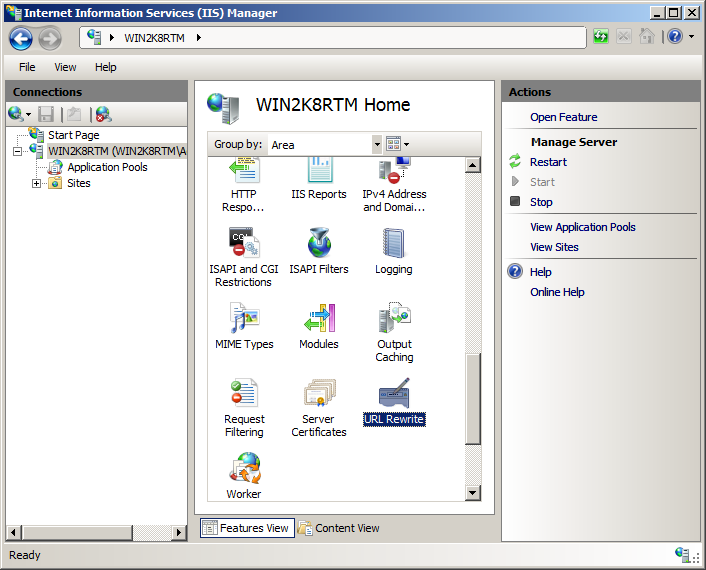 Internet Information Services (IIS) Manager
WIN2K8RTM
File View Help
Connections
Start Page
WIN2K8RTM (WIN2K8RTM\A
Application Pools
Sites
WIN2K8RTM Home
Group by: Area
HTTP
Respo...
IIS Reports
IPv4 Address
and Domai...
CGI
ISAPI and CGI
Restrictions
ISAPI Filters
Logging
MIME Types
Modules
Output
Caching
Request
Filtering
Server
Certificates
URL Rewrite
Worker
Features View
Content View
Actions
Open Feature
Manage Server
Restart
Start
Stop
View Application Pools
View Sites
Help
Online Help
Ready